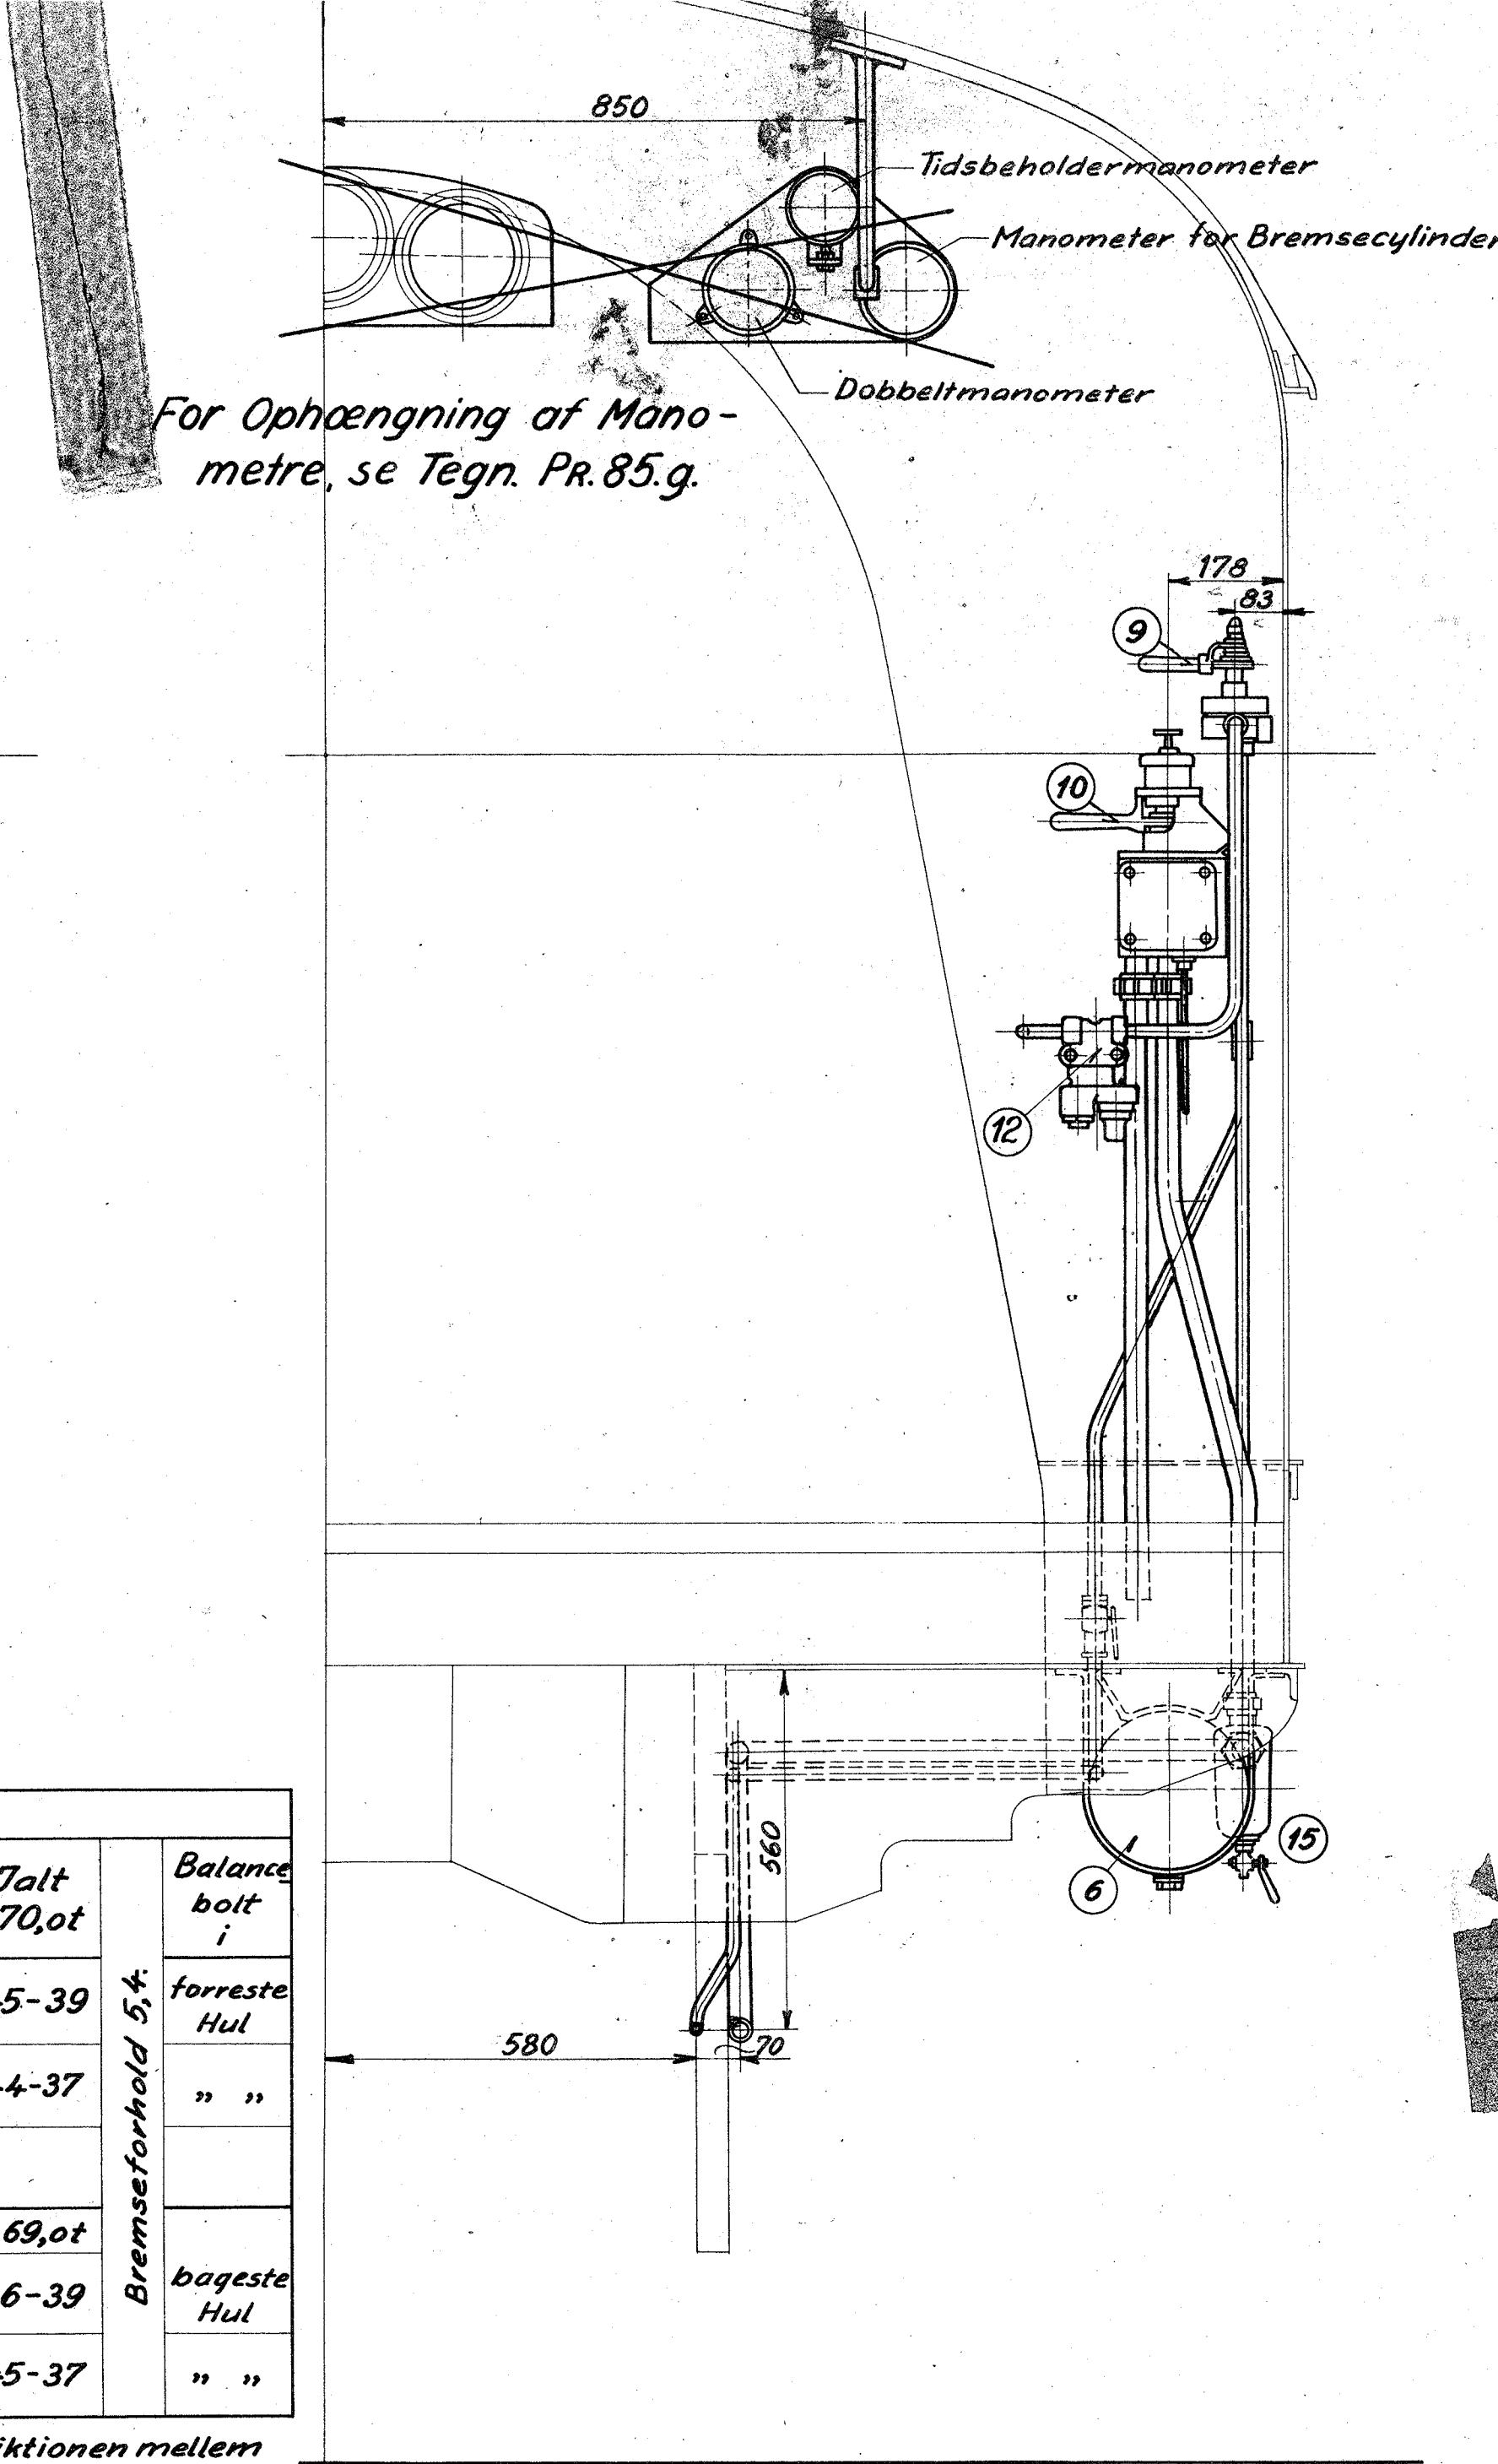 850
Tidsbeholdermanometer
Manometer for Bremsecylinder
Dobbeltmanometer
For Ophængning af Mano-
metre, se Tegn. PR. 85.g.
178
83
9
10
12
560
15
6
580
70
Jalt
70,ot
Balance
bolt
i
5-39
forreste
Hul
4-37
„ „
Bremseforhold 5,4.
69,ot
6-39
bageste
Hul
5-37
„ „
iktionen mellem